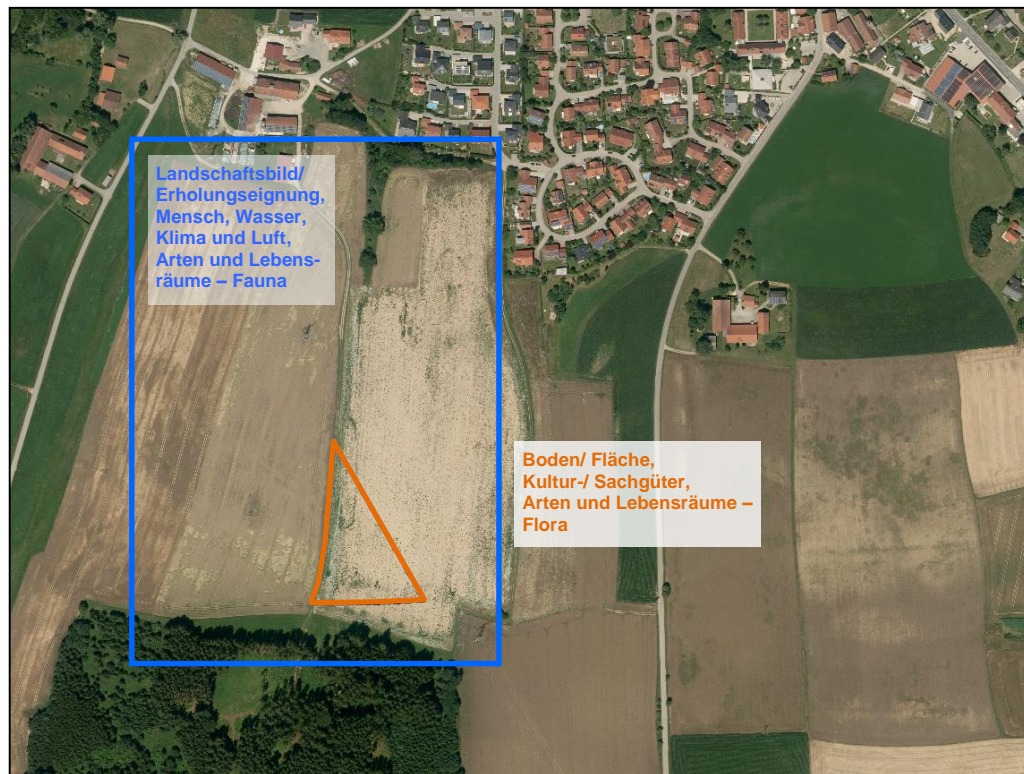 Landschaftsbild/
Erholungseignung,
Mensch, Wasser,
Klima und Luft,
Arten und Lebens-
räume – Fauna
Boden/ Fläche,
Kultur-/ Sachgüter,
Arten und Lebensräume –
Flora